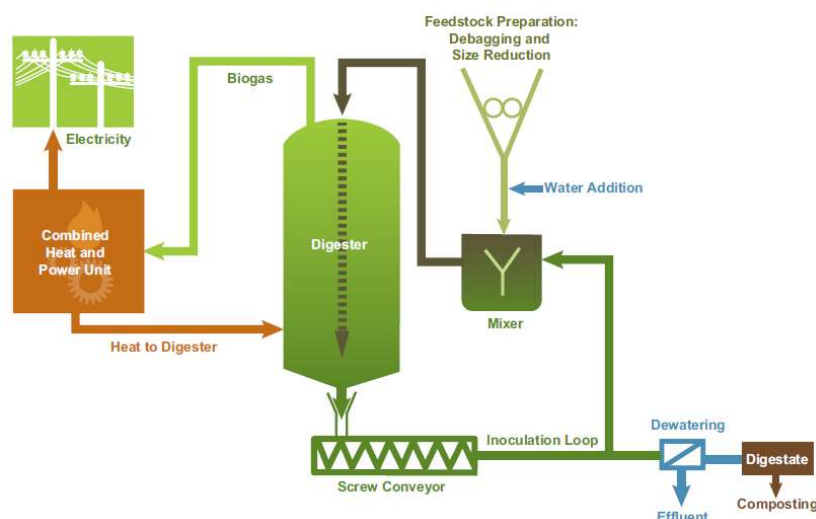 Feedstock Preparation:
Debagging and
Size Reduction
Biogas
Electricity
Water Addition
Combined
Heat and
Power Unit
Digester
Mixer
Heat to Digester
Inoculation Loop
Dewatering
Digestate
Screw Conveyor
Composting
Effluent